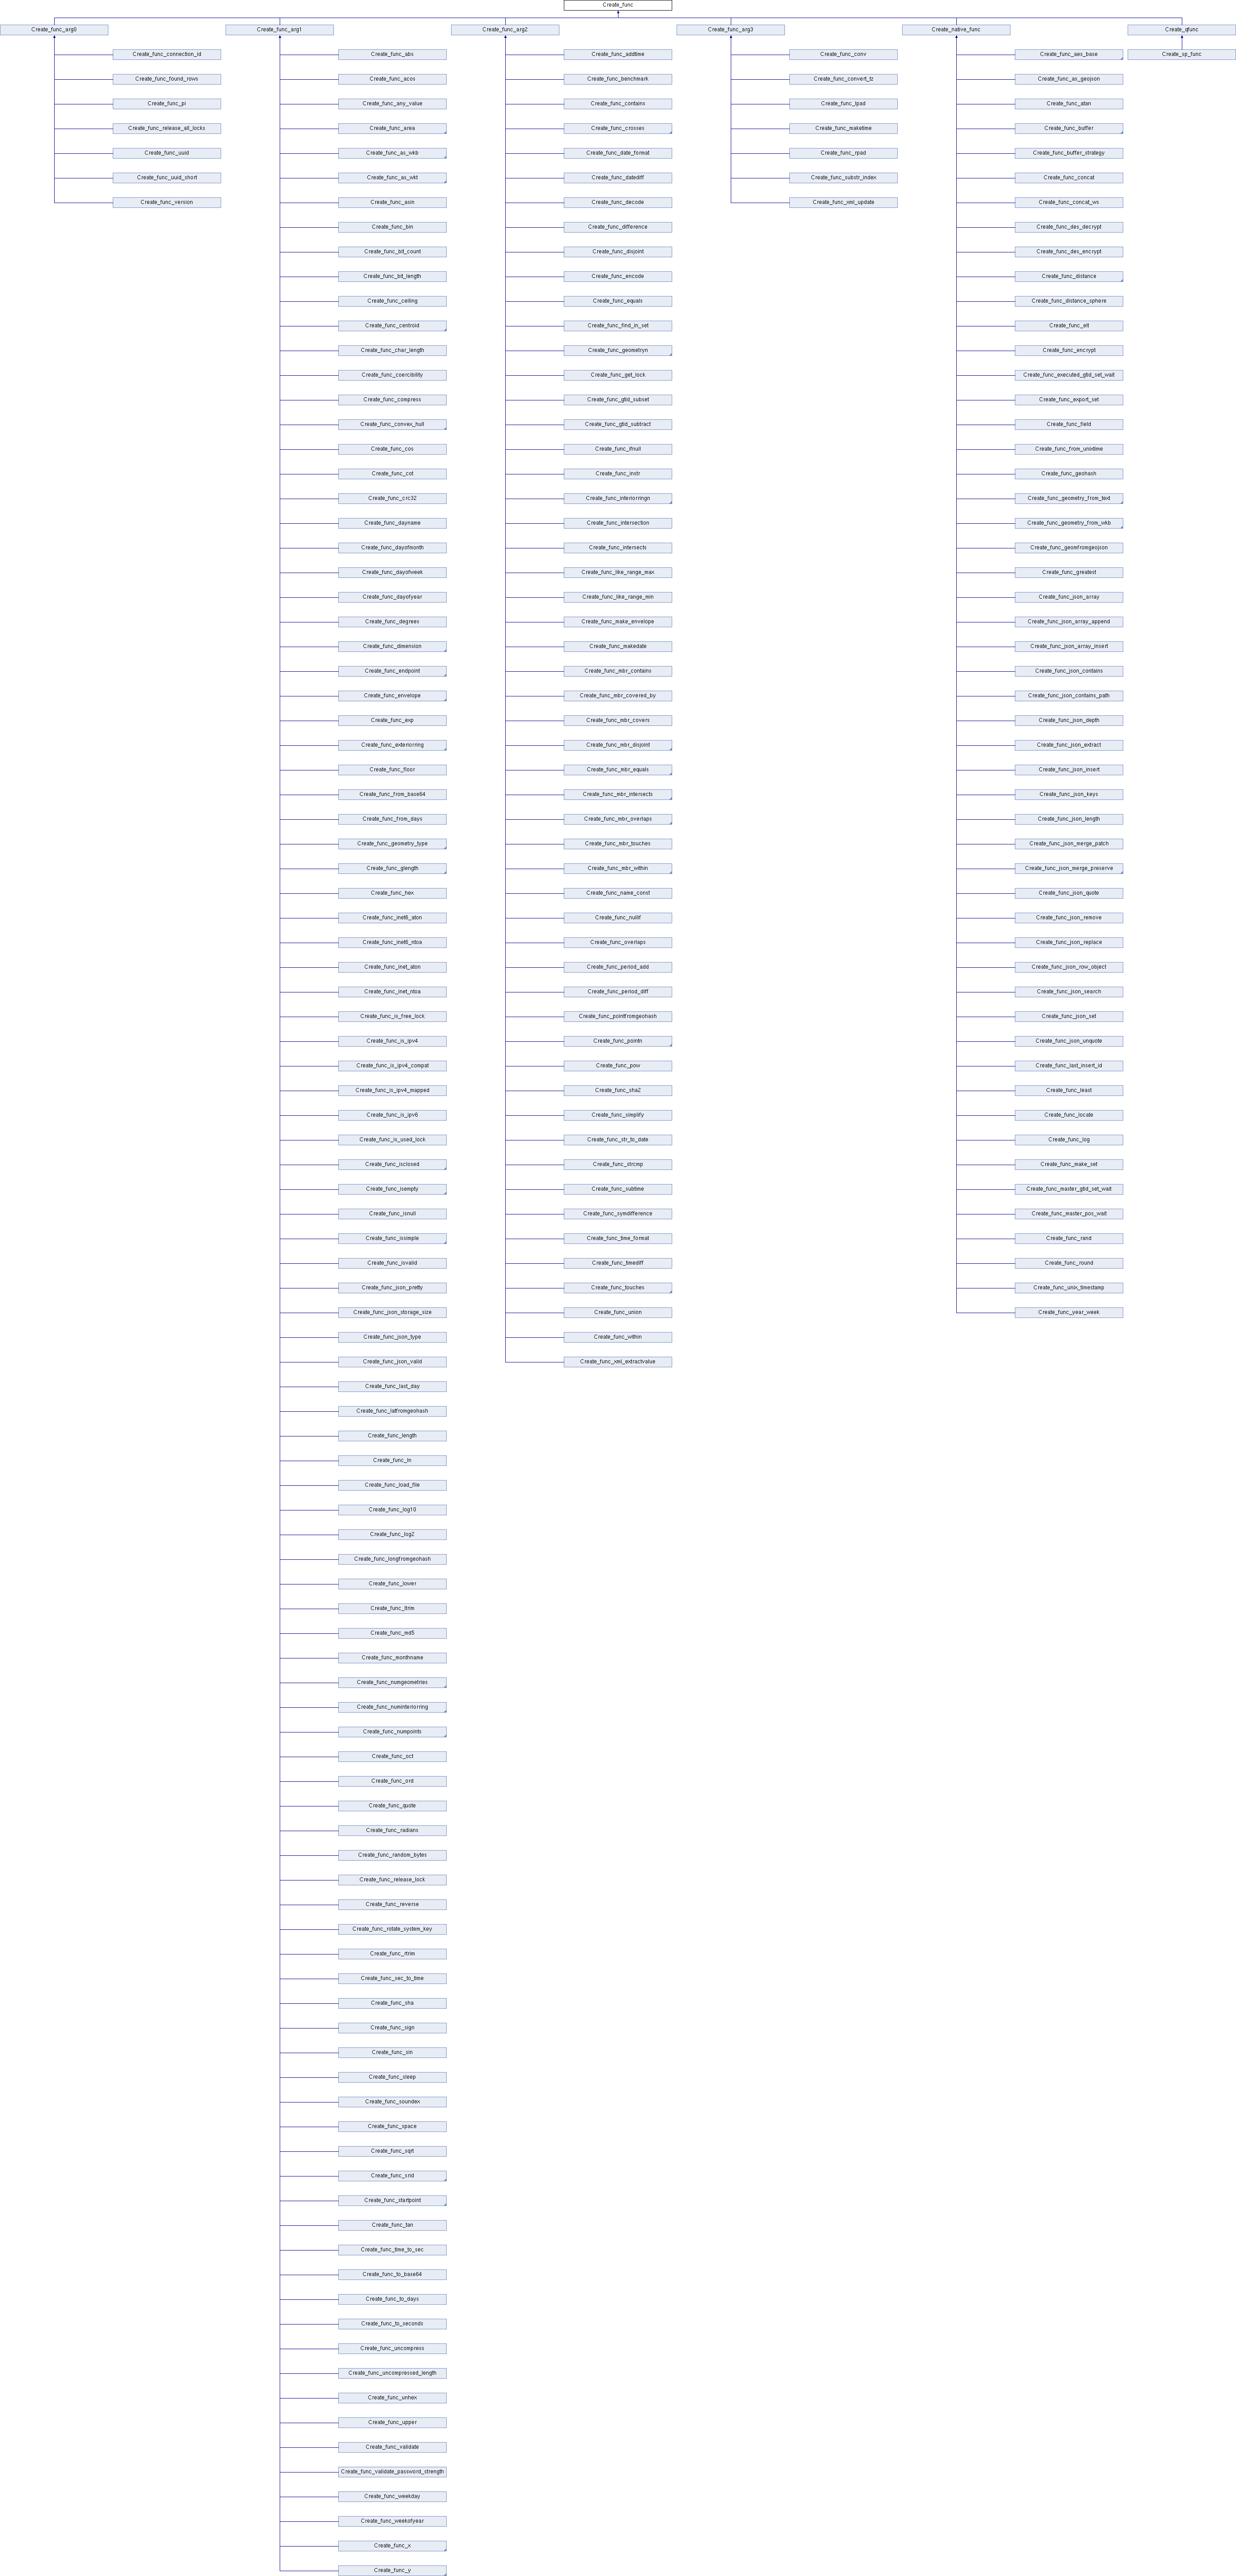 Create_func
Create_func_arg0
Create_func_arg1
Create_func_arg2
Create_func_arg3
Create_native_func
Create_qfunc
Create_func_connection_id
Create_func_found_rows
Create_func_pi
Create_func_release_all_locks
Create_func_uuid
Create_func_uuid_short
Create_func_version
Create_func_abs
Create_func_acos
Create_func_any_value
Create_func_area
Create_func_as_wkb
Create_func_as_wkt
Create_func_asin
Create_func_bin
Create_func_bit_count
Create_func_bit_length
Create_func_ceiling
Create_func_centroid
Create_func_char_length
Create_func_coercibility
Create_func_compress
Create_func_convex_hull
Create_func_cos
Create_func_cot
Create_func_crc32
Create_func_dayname
Create_func_dayofmonth
Create_func_dayofweek
Create_func_dayofyear
Create_func_degrees
Create_func_dimension
Create_func_endpoint
Create_func_envelope
Create_func_exp
Create_func_exteriorring
Create_func_floor
Create_func_from_base64
Create_func_from_days
Create_func_geometry_type
Create_func_glength
Create_func_hex
Create_func_inet6_aton
Create_func_inet6_ntoa
Create_func_inet_aton
Create_func_inet_ntoa
Create_func_is_free_lock
Create_func_is_ipv4
Create_func_is_ipv4_compat
Create_func_is_ipv4_mapped
Create_func_is_ipv6
Create_func_is_used_lock
Create_func_isclosed
Create_func_isempty
Create_func_isnull
Create_func_issimple
Create_func_isvalid
Create_func_json_pretty
Create_func_json_storage_size
Create_func_json_type
Create_func_json_valid
Create_func_last_day
Create_func_latfromgeohash
Create_func_length
Create_func_ln
Create_func_load_file
Create_func_log10
Create_func_log2
Create_func_longfromgeohash
Create_func_lower
Create_func_ltrim
Create_func_md5
Create_func_monthname
Create_func_numgeometries
Create_func_numinteriorring
Create_func_numpoints
Create_func_oct
Create_func_ord
Create_func_quote
Create_func_radians
Create_func_random_bytes
Create_func_release_lock
Create_func_reverse
Create_func_rotate_system_key
Create_func_rtrim
Create_func_sec_to_time
Create_func_sha
Create_func_sign
Create_func_sin
Create_func_sleep
Create_func_soundex
Create_func_space
Create_func_sqrt
Create_func_srid
Create_func_startpoint
Create_func_tan
Create_func_time_to_sec
Create_func_to_base64
Create_func_to_days
Create_func_to_seconds
Create_func_uncompress
Create_func_uncompressed_length
Create_func_unhex
Create_func_upper
Create_func_validate
Create_func_validate_password_strength
Create_func_weekday
Create_func_weekofyear
Create_func_x
Create_func_y
Create_func_addtime
Create_func_benchmark
Create_func_contains
Create_func_crosses
Create_func_date_format
Create_func_datediff
Create_func_decode
Create_func_difference
Create_func_disjoint
Create_func_encode
Create_func_equals
Create_func_find_in_set
Create_func_geometryn
Create_func_get_lock
Create_func_gtid_subset
Create_func_gtid_subtract
Create_func_ifnull
Create_func_instr
Create_func_interiorringn
Create_func_intersection
Create_func_intersects
Create_func_like_range_max
Create_func_like_range_min
Create_func_make_envelope
Create_func_makedate
Create_func_mbr_contains
Create_func_mbr_covered_by
Create_func_mbr_covers
Create_func_mbr_disjoint
Create_func_mbr_equals
Create_func_mbr_intersects
Create_func_mbr_overlaps
Create_func_mbr_touches
Create_func_mbr_within
Create_func_name_const
Create_func_nullif
Create_func_overlaps
Create_func_period_add
Create_func_period_diff
Create_func_pointfromgeohash
Create_func_pointn
Create_func_pow
Create_func_sha2
Create_func_simplify
Create_func_str_to_date
Create_func_strcmp
Create_func_subtime
Create_func_symdifference
Create_func_time_format
Create_func_timediff
Create_func_touches
Create_func_union
Create_func_within
Create_func_xml_extractvalue
Create_func_conv
Create_func_convert_tz
Create_func_lpad
Create_func_maketime
Create_func_rpad
Create_func_substr_index
Create_func_xml_update
Create_func_aes_base
Create_func_as_geojson
Create_func_atan
Create_func_buffer
Create_func_buffer_strategy
Create_func_concat
Create_func_concat_ws
Create_func_des_decrypt
Create_func_des_encrypt
Create_func_distance
Create_func_distance_sphere
Create_func_elt
Create_func_encrypt
Create_func_executed_gtid_set_wait
Create_func_export_set
Create_func_field
Create_func_from_unixtime
Create_func_geohash
Create_func_geometry_from_text
Create_func_geometry_from_wkb
Create_func_geomfromgeojson
Create_func_greatest
Create_func_json_array
Create_func_json_array_append
Create_func_json_array_insert
Create_func_json_contains
Create_func_json_contains_path
Create_func_json_depth
Create_func_json_extract
Create_func_json_insert
Create_func_json_keys
Create_func_json_length
Create_func_json_merge_patch
Create_func_json_merge_preserve
Create_func_json_quote
Create_func_json_remove
Create_func_json_replace
Create_func_json_row_object
Create_func_json_search
Create_func_json_set
Create_func_json_unquote
Create_func_last_insert_id
Create_func_least
Create_func_locate
Create_func_log
Create_func_make_set
Create_func_master_gtid_set_wait
Create_func_master_pos_wait
Create_func_rand
Create_func_round
Create_func_unix_timestamp
Create_func_year_week
Create_sp_func